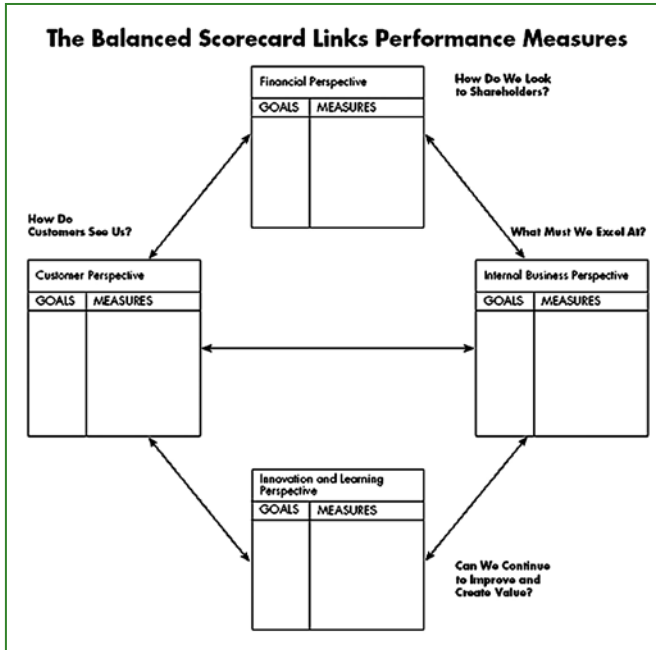 The Balanced Scorecard Links Performance Measures
Financial Perspective
GOALS MEASURES
How Do We Look
to Shareholders?
How Do
Customers See Us?
Customer Perspective
GOALS MEASURES
What Must We Excel At?
Internal Business Perspective
GOALS MEASURES
Innovation and Learning
Perspective
GOALS MEASURES
Can We Continue
to Improve and
Create Value?